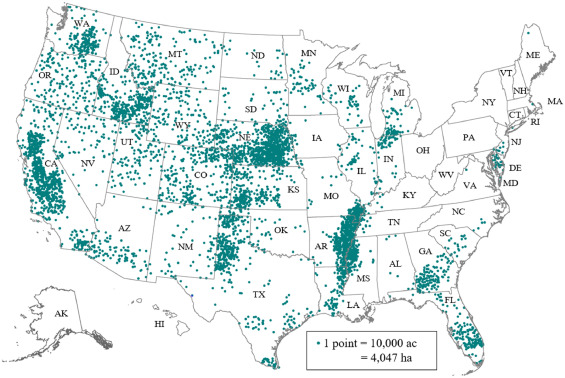 WA
MT
ND
MN
ME
VT
NH
OR
ID
WI
MI
NY
MA
SD
CT
RI
WY
IA
PA
NJ
NE
OH
NV
UT
CO
IL
IN
DE
MD
CA
KS
MO
WV
VA
KY
NC
TN
AZ
NM
OK
AR
SC
MS
AL
GA
TX
LA
FL
AK
HI
1 point = 10,000 ac
= 4,047 ha